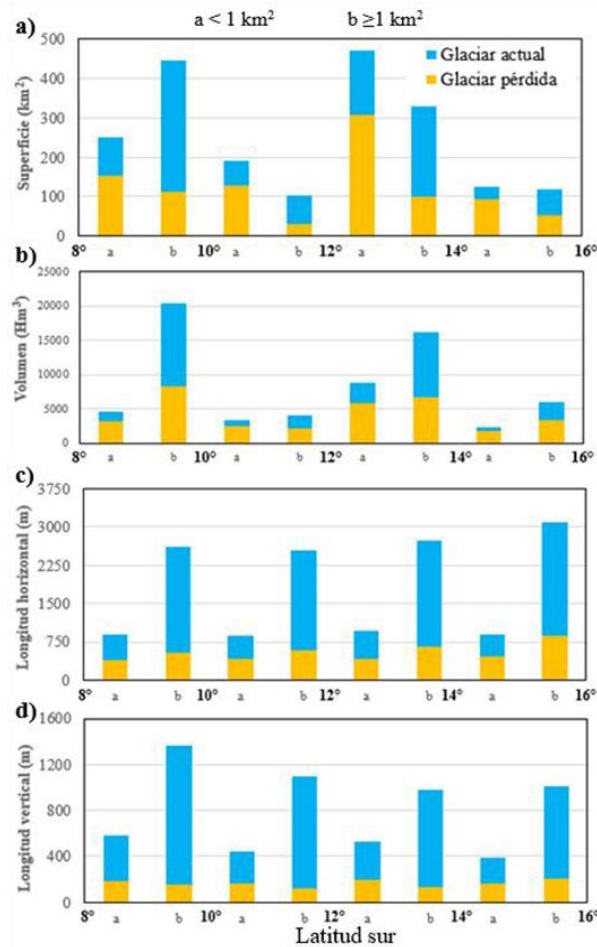 a < 1 km² b ≥1 km²
a)
Superficie (km²)
500
400
300
200
100
0
Glaciar actual
Glaciar pérdida
8° a b 10° a b 12° a b 14° a b 16°
b)
Volumen (Hm³)
25000
20000
15000
10000
5000
0
8° a b 10° a b 12° a b 14° a b 16°
c)
Longitud horizontal (m)
3750
3000
2250
1500
750
0
8° a b 10° a b 12° a b 14° a b 16°
d)
Longitud vertical (m)
1600
1200
800
400
0
8° a b 10° a b 12° a b 14° a b 16°
Latitud sur